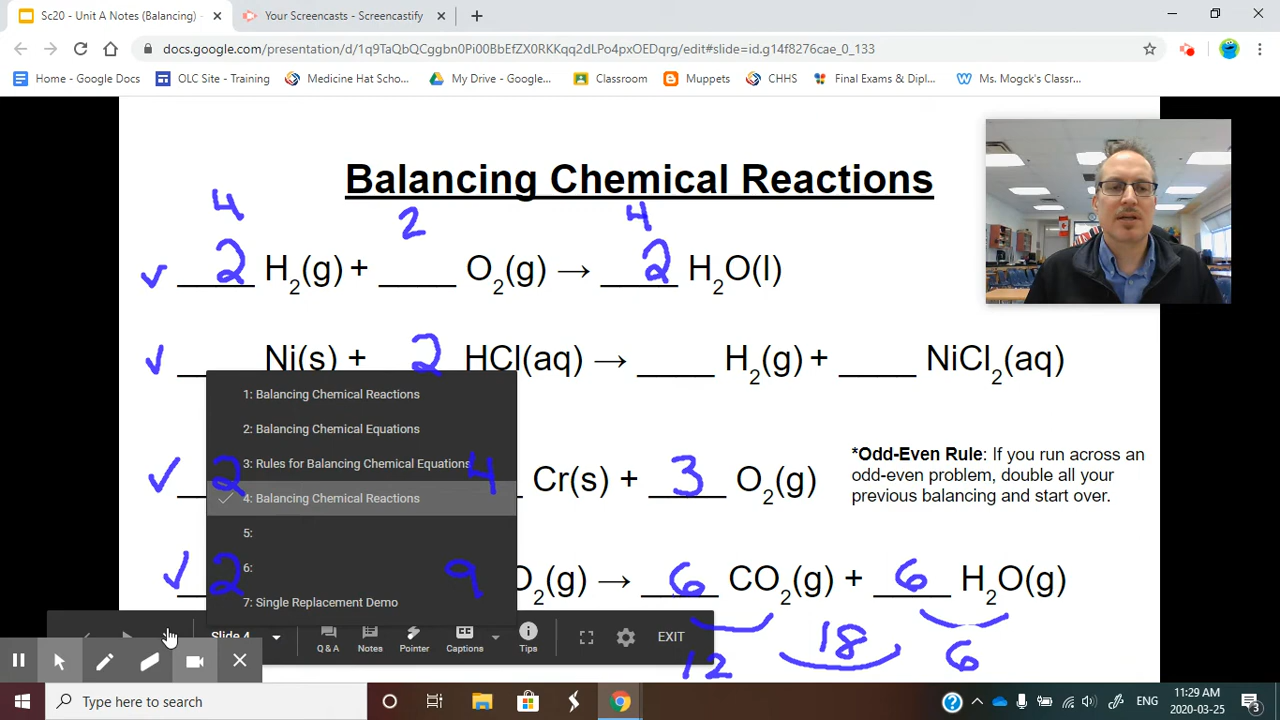 Sc20 - Unit A Notes (Balancing) -
Your Screencasts - Screencastify
docs.google.com/presentation/d/1q9TaQbQCggbn0Pi00BbEfZX0RKKqq2dLPo4pxOEDqrg/edit#slide=id.g14f8276cae_0_133
Home - Google Docs
OLC Site - Training
Medicine Hat Scho...
My Drive - Google...
Classroom
Muppets
CHHS
Final Exams & Dipl...
Ms. Mogck's Classr...
Balancing Chemical Reactions
4 2 4
✓ 2 H2(g) + ____ O2(g) → 2 H2O(l)
✓ ____ Ni(s) + 2 HCl(aq) → ____ H2(g) + ____ NiCl2(aq)
✓ 2 4 Cr(s) + 3 O2(g)
*Odd-Even Rule: If you run across an
odd-even problem, double all your
previous balancing and start over.
✓ 2 9 O2(g) → 6 CO2(g) + 6 H2O(g)
12 18 6
1: Balancing Chemical Reactions
2: Balancing Chemical Equations
3: Rules for Balancing Chemical Equations
4: Balancing Chemical Reactions
5:
6:
7: Single Replacement Demo
Slide 4
Q & A
Notes
Pointer
Captions
Tips
EXIT
Type here to search
ENG
11:29 AM
2020-03-25
3